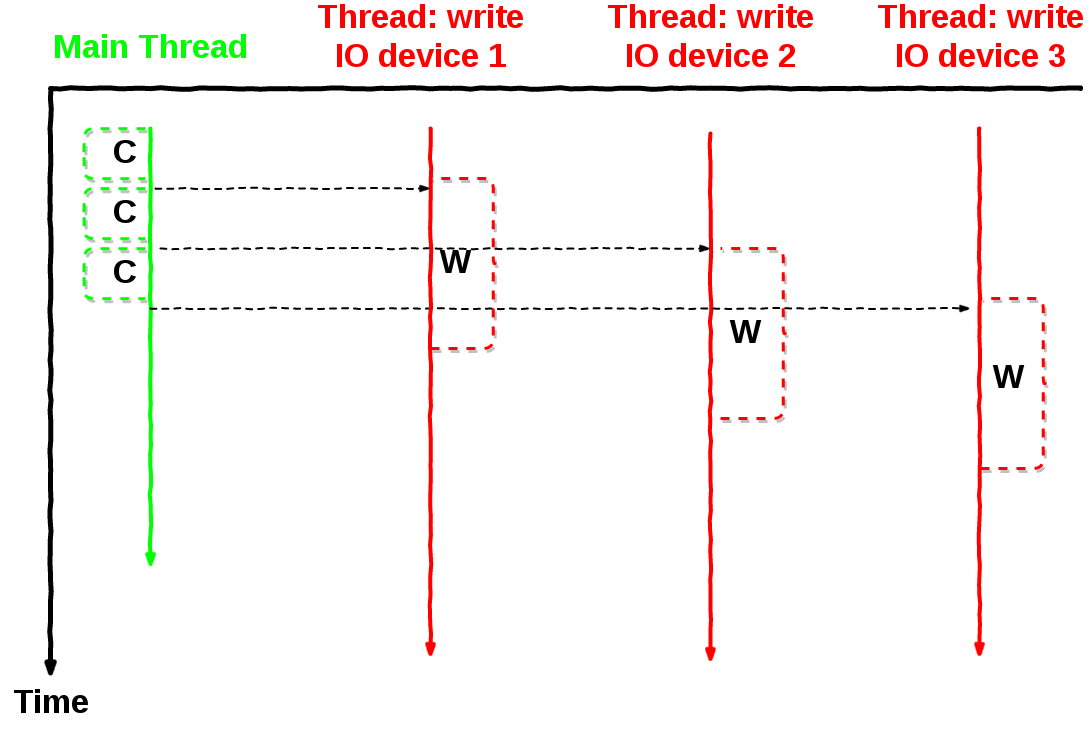 Main Thread
Thread: write
IO device 1
Thread: write
IO device 2
Thread: write
IO device 3
C
C
C
W
W
W
Time